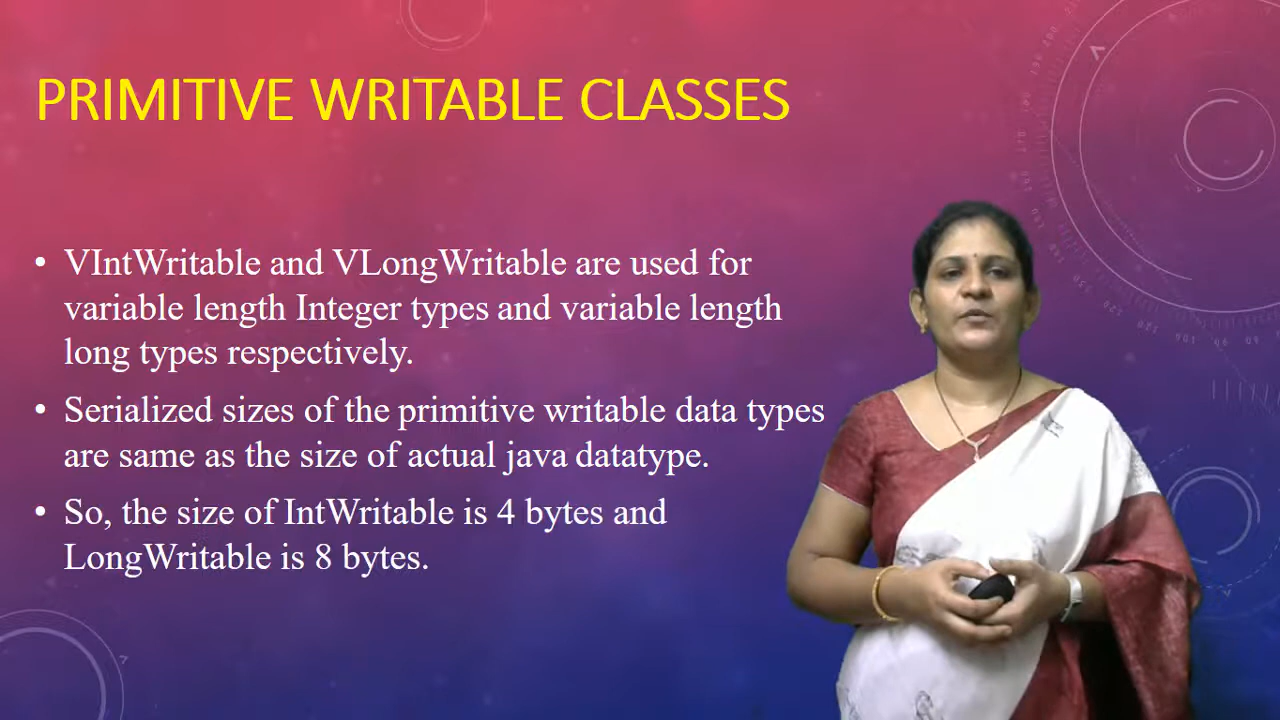 PRIMITIVE WRITABLE CLASSES
• VIntWritable and VLongWritable are used for
variable length Integer types and variable length
long types respectively.
• Serialized sizes of the primitive writable data types
are same as the size of actual java datatype.
• So, the size of IntWritable is 4 bytes and
LongWritable is 8 bytes.